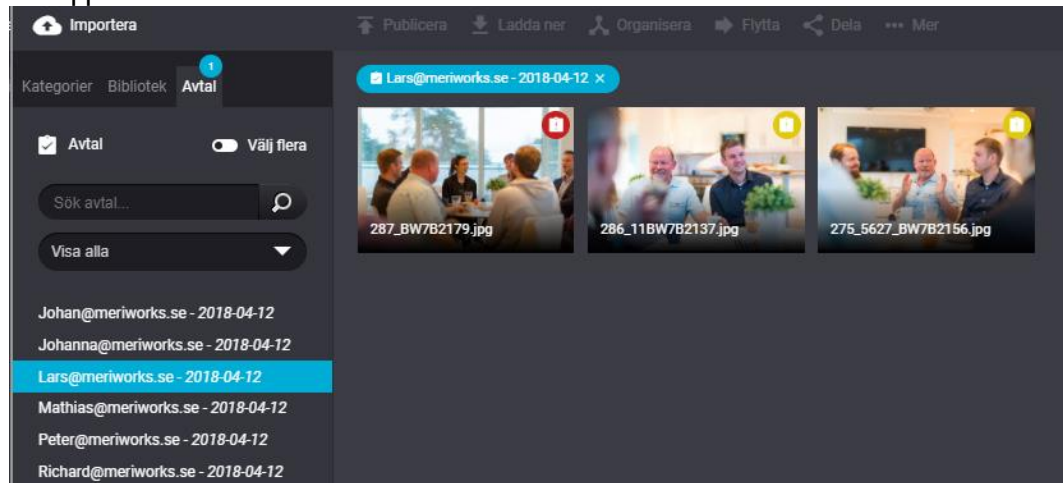 Importera
Publicera Ladda ner Organisera Flytta Dela Mer
1
Kategorier Bibliotek Avtal
Lars@meriworks.se - 2018-04-12 ×
Avtal Välj flera
Sök avtal...
Visa alla
287_BW7B2179.jpg 286_11BW7B2137.jpg 275_5627_BW7B2156.jpg
Johan@meriworks.se - 2018-04-12
Johanna@meriworks.se - 2018-04-12
Lars@meriworks.se - 2018-04-12
Mathias@meriworks.se - 2018-04-12
Peter@meriworks.se - 2018-04-12
Richard@meriworks.se - 2018-04-12